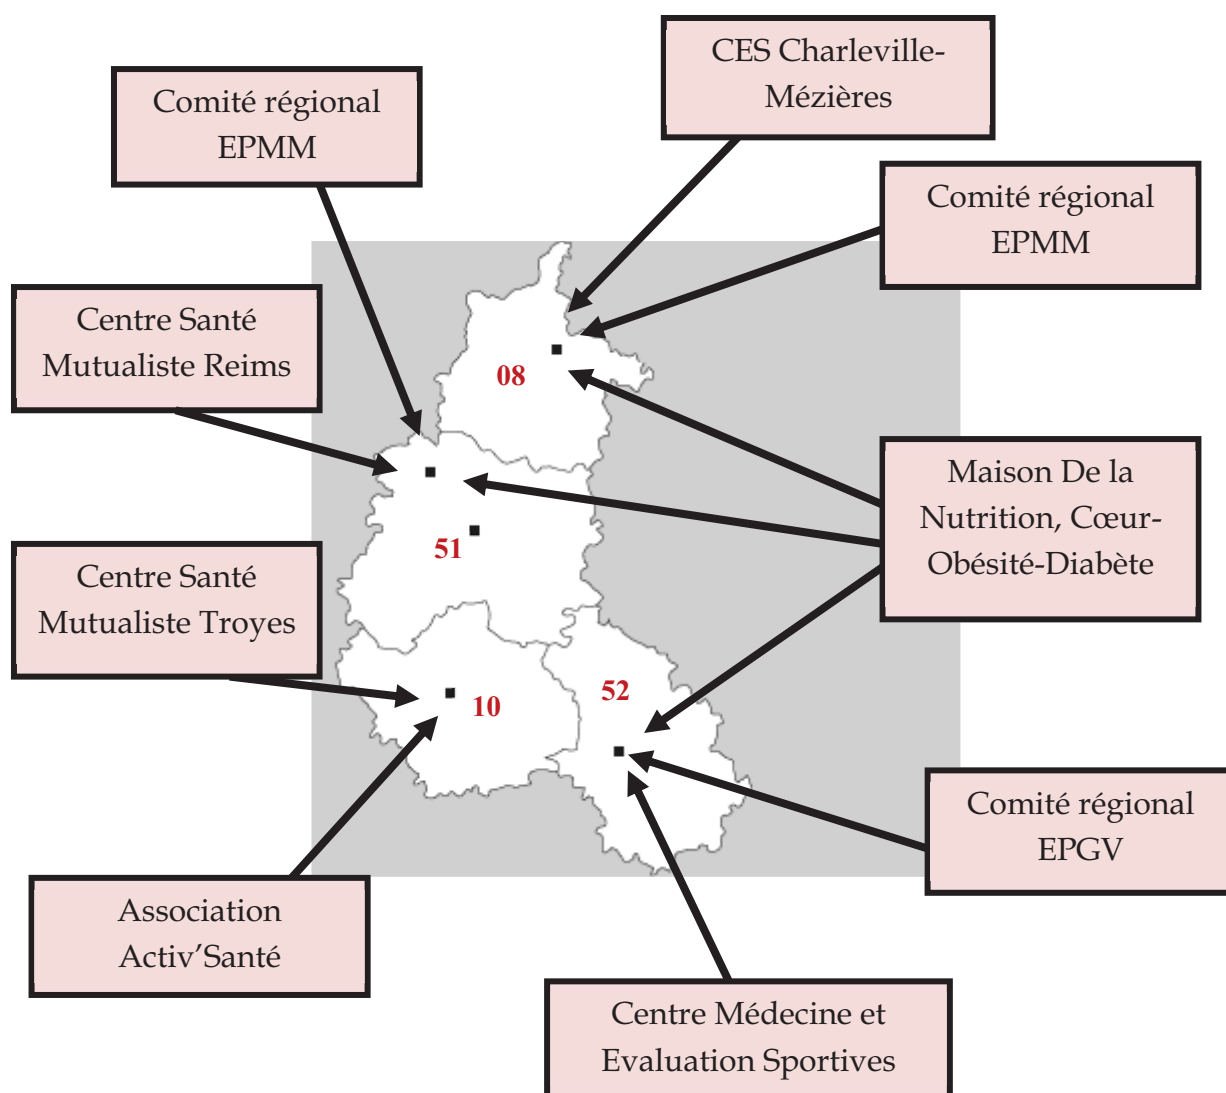 CES Charleville-
Mézières
Comité régional
EPMM
Comité régional
EPMM
Centre Santé
Mutualiste Reims
08
Maison De la
Nutrition, Cœur-
Obésité-Diabète
51
Centre Santé
Mutualiste Troyes
52
10
Comité régional
EPGV
Association
Activ’Santé
Centre Médecine et
Evaluation Sportives